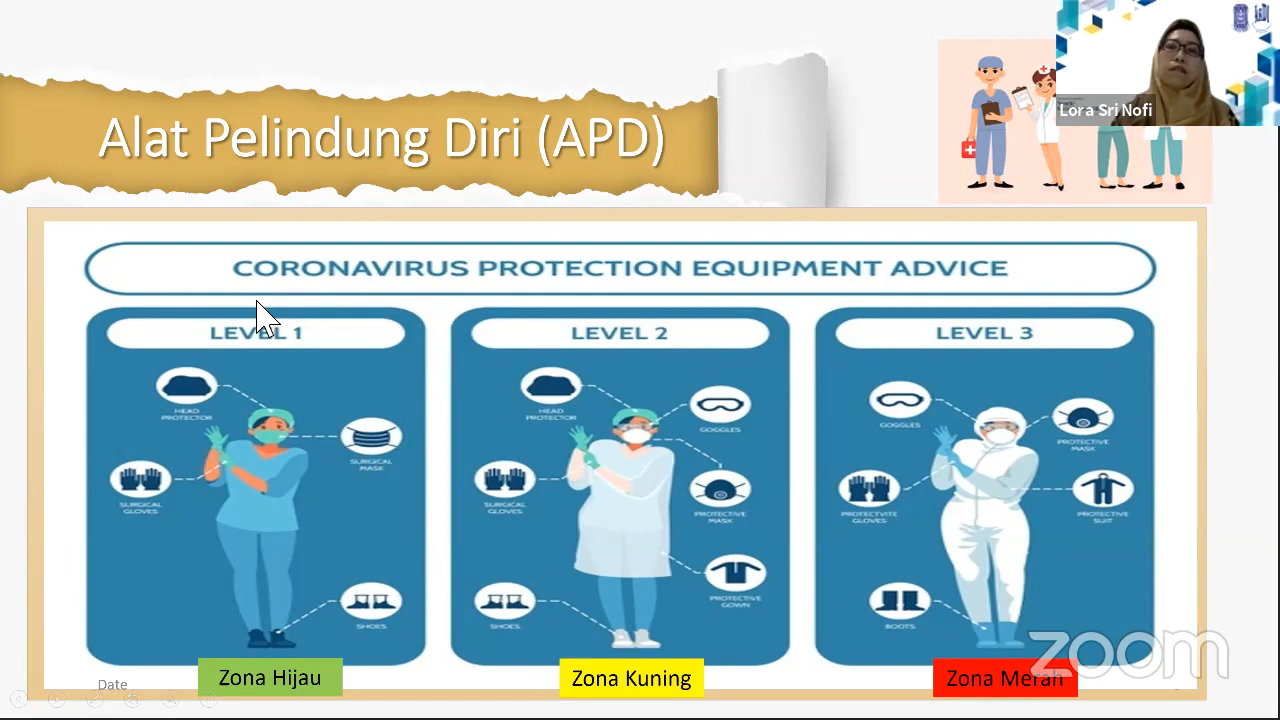 Alat Pelindung Diri (APD)
Lora Sri Nofi
CORONAVIRUS PROTECTION EQUIPMENT ADVICE
LEVEL 1
HEAD
PROTECTOR
SURGICAL
MASK
SURGICAL
GLOVES
SHOES
Zona Hijau
LEVEL 2
HEAD
PROTECTOR
GOGGLES
SURGICAL
GLOVES
PROTECTIVE
MASK
PROTECTIVE
GOWN
SHOES
Zona Kuning
LEVEL 3
GOGGLES
PROTECTIVE
MASK
PROTECTVITE
GLOVES
PROTECTIVE
SUIT
BOOTS
Zona Merah
zoom
Date